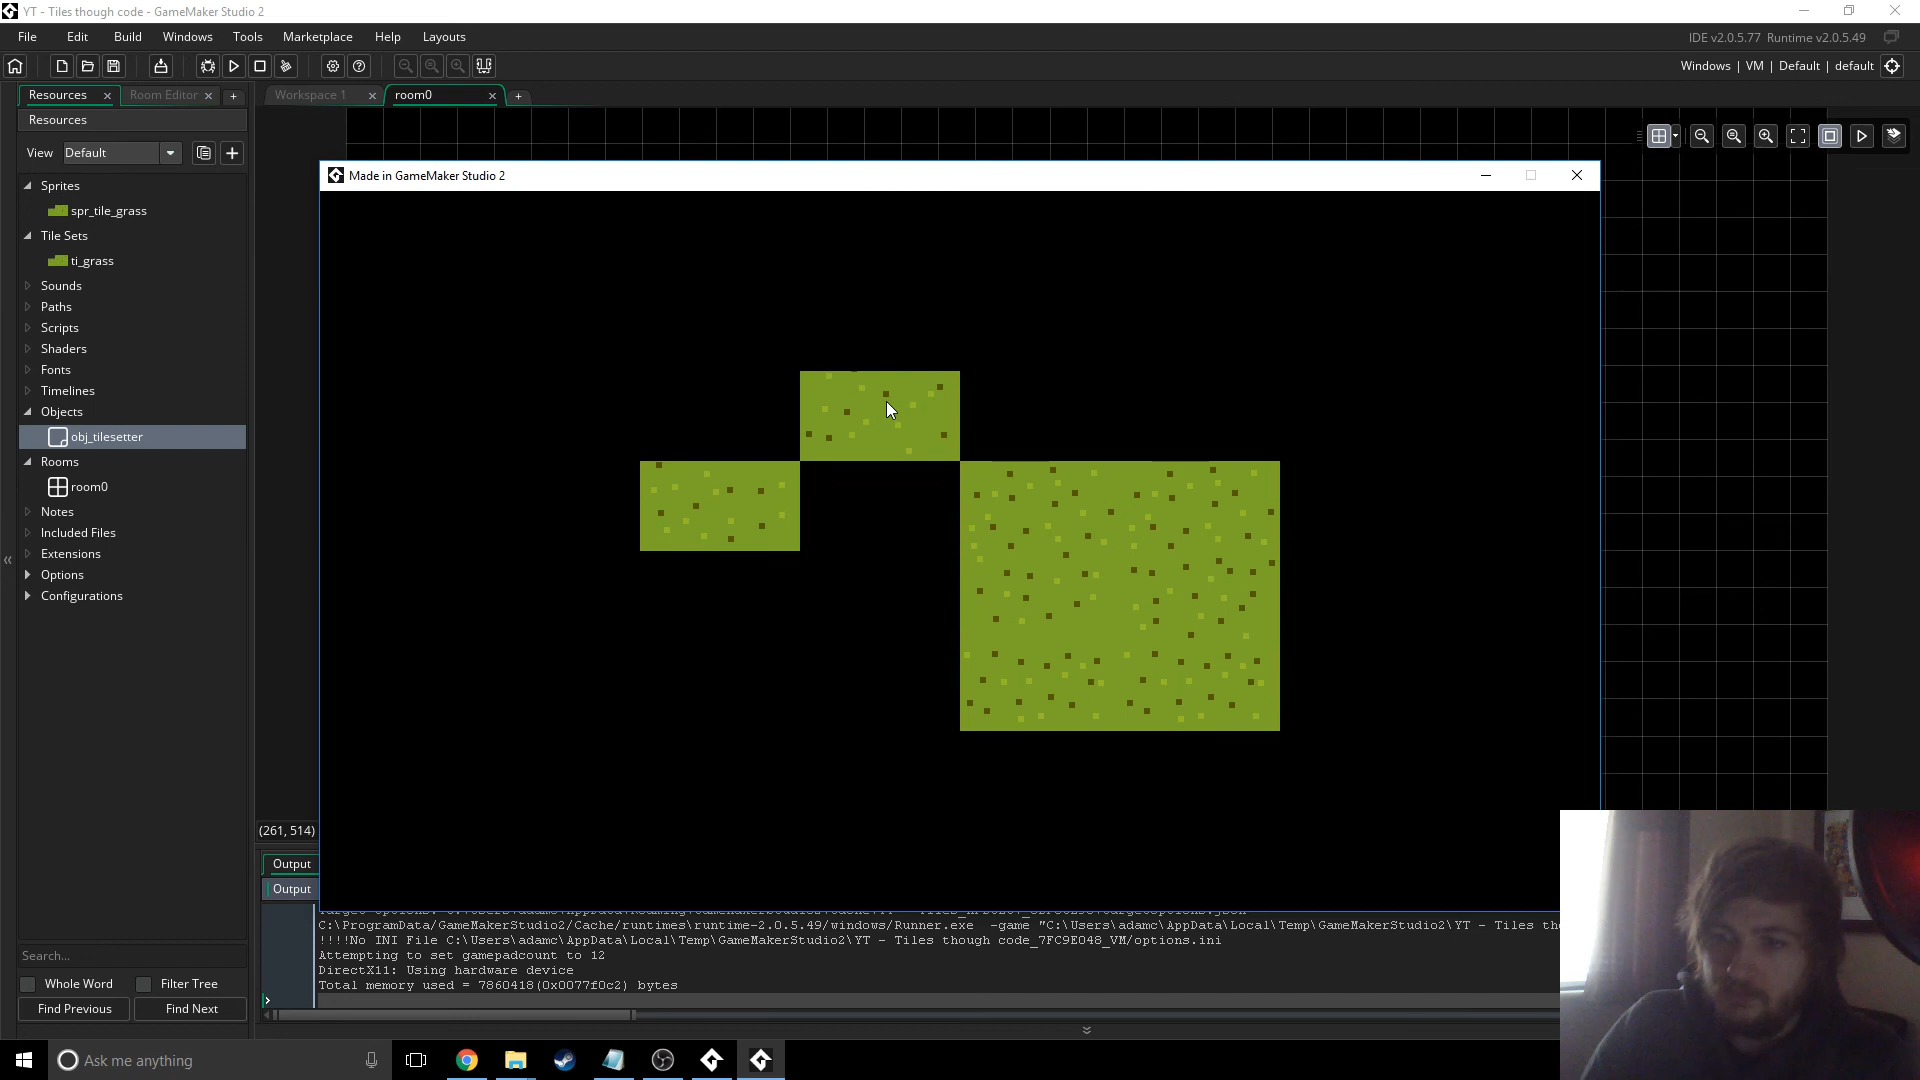 YT - Tiles though code - GameMaker Studio 2
File Edit Build Windows Tools Marketplace Help Layouts
IDE v2.0.5.77 Runtime v2.0.5.49
Windows | VM | Default | default
Resources
Room Editor
Workspace 1
room0
Resources
View Default
Made in GameMaker Studio 2
Sprites
spr_tile_grass
Tile Sets
ti_grass
Sounds
Paths
Scripts
Shaders
Fonts
Timelines
Objects
obj_tilesetter
Rooms
room0
Notes
Included Files
Extensions
Options
Configurations
(261, 514)
Output
Output
C:\ProgramData/GameMakerStudio2/Cache/runtimes\runtime-2.0.5.49/windows/Runner.exe -game "C:\Users\adamc\AppData\Local\Temp\GameMakerStudio2\YT - Tiles tho
!!!!No INI File C:\Users\adamc\AppData\Local\Temp\GameMakerStudio2\YT - Tiles though code_7FC9E048_VM/options.ini
Attempting to set gamepadcount to 12
DirectX11: Using hardware device
Total memory used = 7860418(0x0077f0c2) bytes
Search...
Whole Word Filter Tree
Find Previous Find Next
Ask me anything